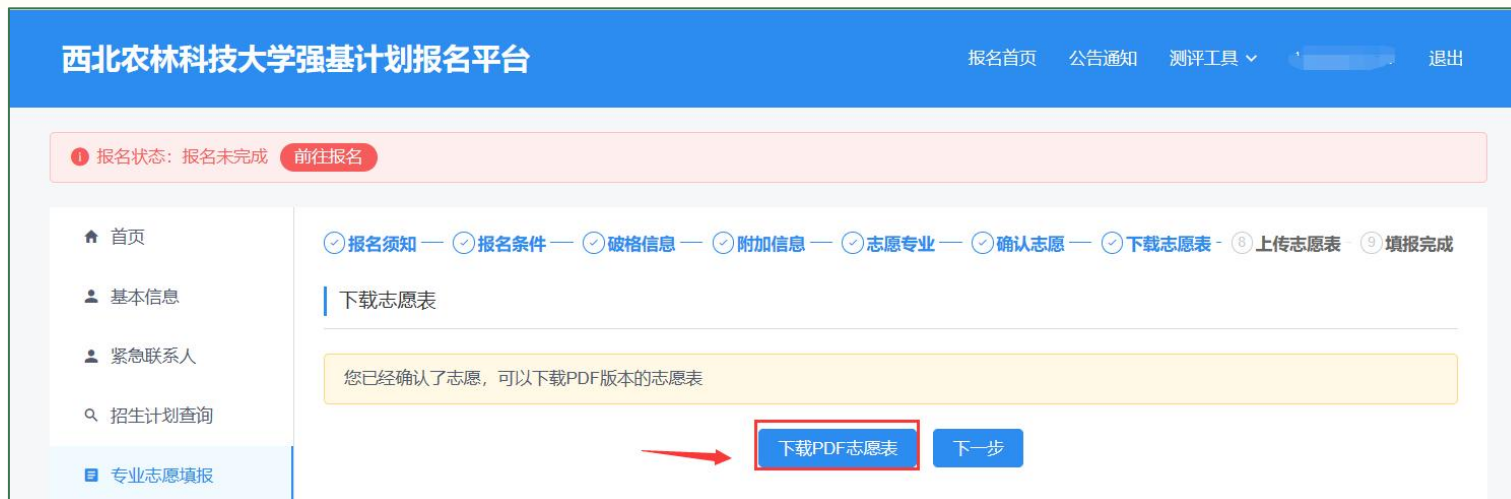 西北农林科技大学强基计划报名平台 报名首页 公告通知 测评工具 退出
报名状态：报名未完成 前往报名
首页
基本信息
紧急联系人
招生计划查询
专业志愿填报
报名须知 报名条件 破格信息 附加信息 志愿专业 确认志愿 下载志愿表 8 上传志愿表 9 填报完成
下载志愿表
您已经确认了志愿，可以下载PDF版本的志愿表
下载PDF志愿表 下一步